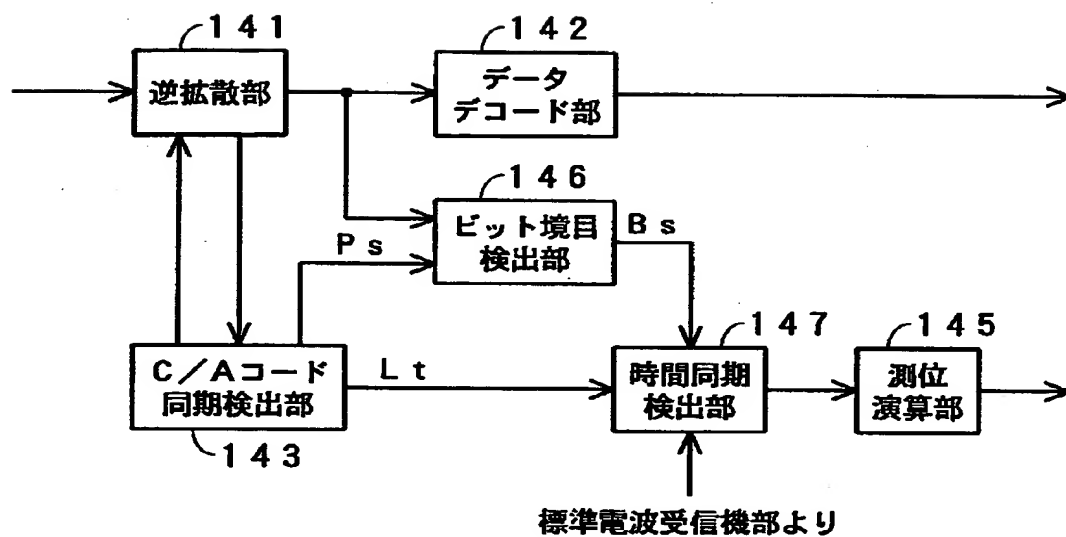 141
逆拡散部
142
データ
デコード部
146
ビット境目
検出部
Ps
Bs
C/Aコード
同期検出部
143
Lt
147
時間同期
検出部
145
測位
演算部
標準電波受信機部より